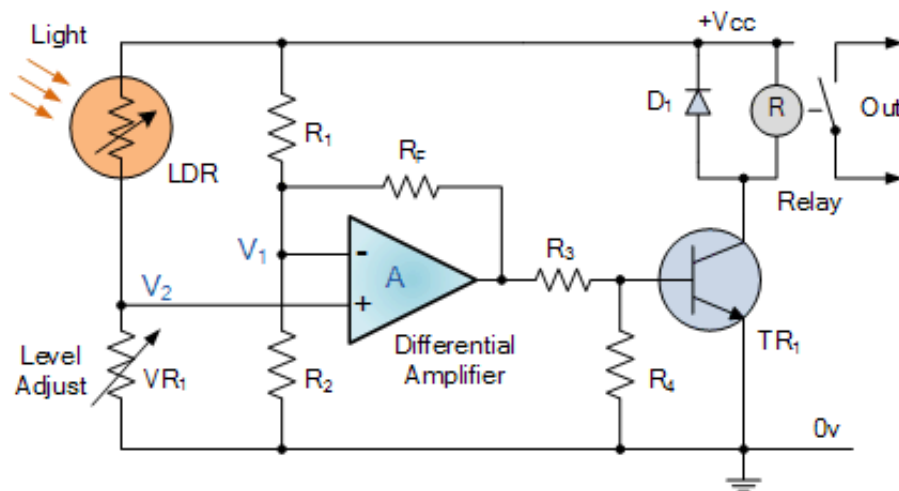 Light
+Vcc
D1
R
Out
R1
LDR
RF
Relay
V1
-
A
R3
V2
+
TR1
Level
Adjust
VR1
R2
Differential
Amplifier
R4
0v